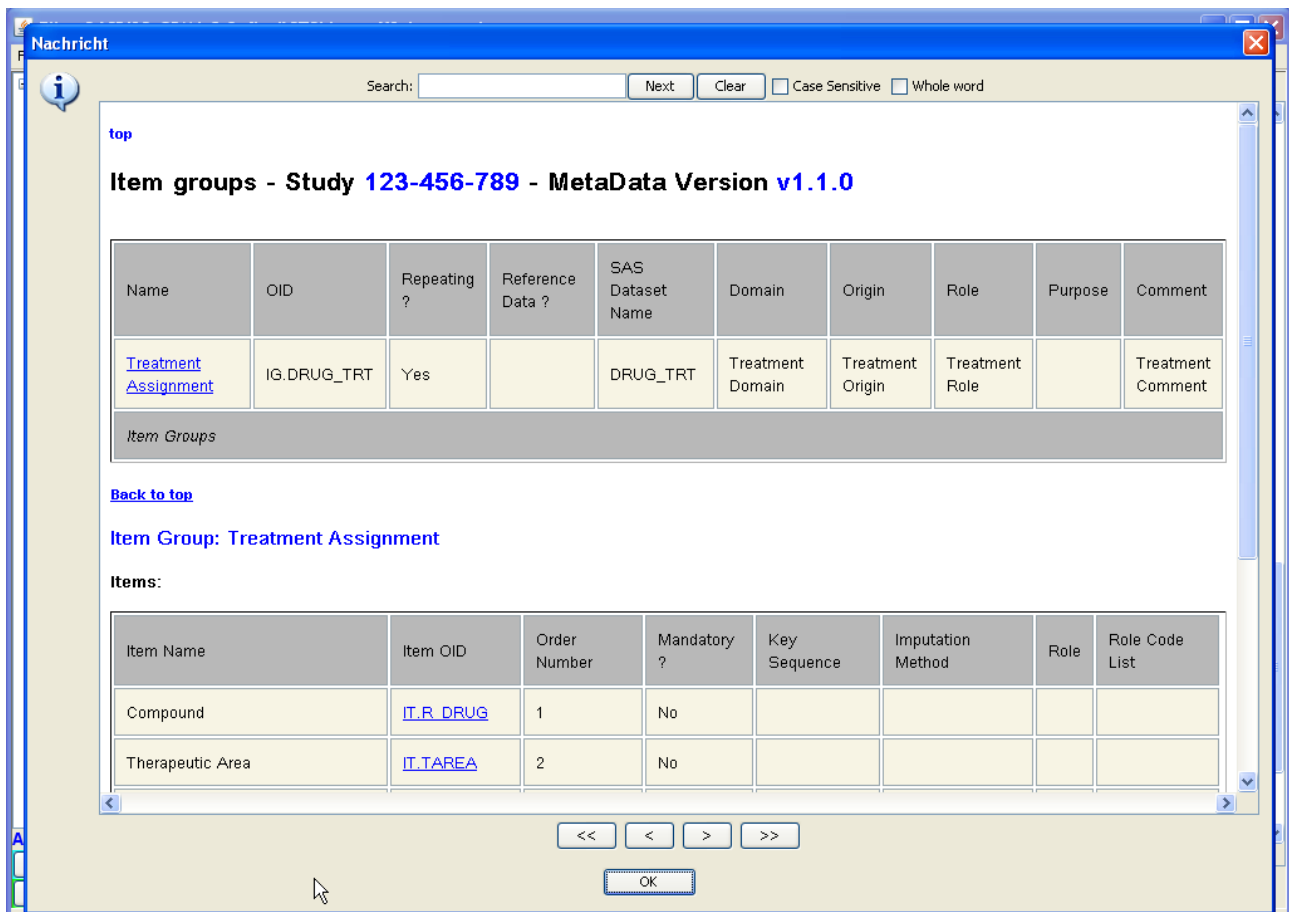 Nachricht
Search:
Next
Clear
Case Sensitive
Whole word
top
Item groups - Study 123-456-789 - MetaData Version v1.1.0
Name
OID
Repeating
?
Reference
Data ?
SAS
Dataset
Name
Domain
Origin
Role
Purpose
Comment
Treatment
Assignment
IG.DRUG_TRT
Yes
DRUG_TRT
Treatment
Domain
Treatment
Origin
Treatment
Role
Treatment
Comment
Item Groups
Back to top
Item Group: Treatment Assignment
Items:
Item Name
Item OID
Order
Number
Mandatory
?
Key
Sequence
Imputation
Method
Role
Role Code
List
Compound
IT.R_DRUG
1
No
Therapeutic Area
IT.TAREA
2
No
<<
<
>
>>
OK